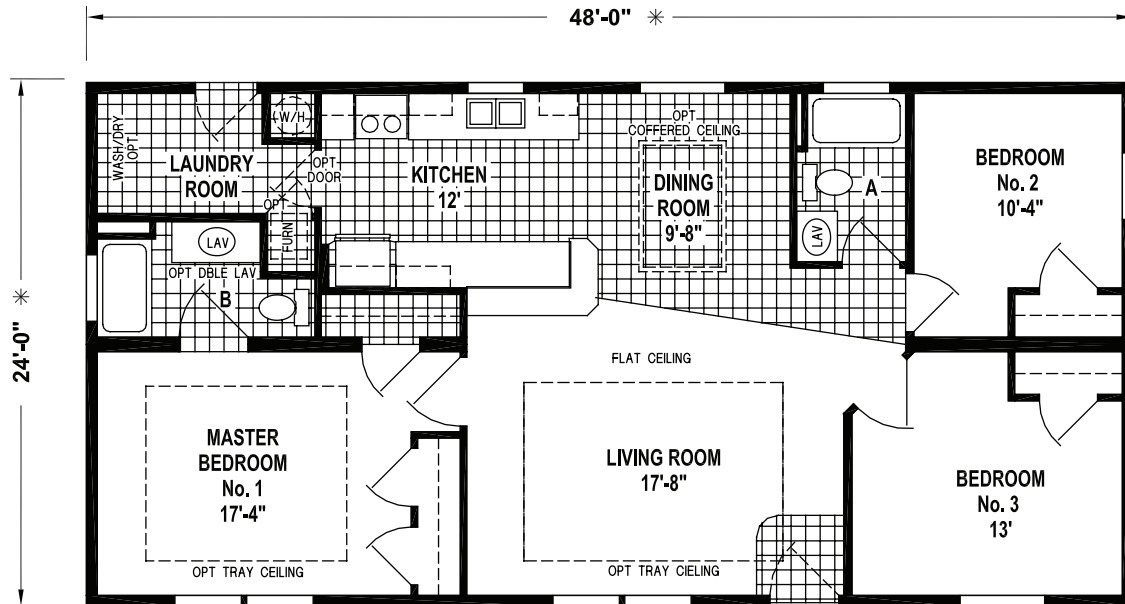 48'-0" ✳
24'-0" ✳
WASH/DRY
OPT
LAUNDRY
ROOM
W/H
OPT
DOOR
OPT
FURN
KITCHEN
12'
OPT
COFFERED CEILING
DINING
ROOM
9'-8"
A
LAV
BEDROOM
No. 2
10'-4"
LAV
OPT DBLE LAV
B
FLAT CEILING
MASTER
BEDROOM
No. 1
17'-4"
OPT TRAY CIELING
LIVING ROOM
17'-8"
OPT TRAY CIELING
BEDROOM
No. 3
13'